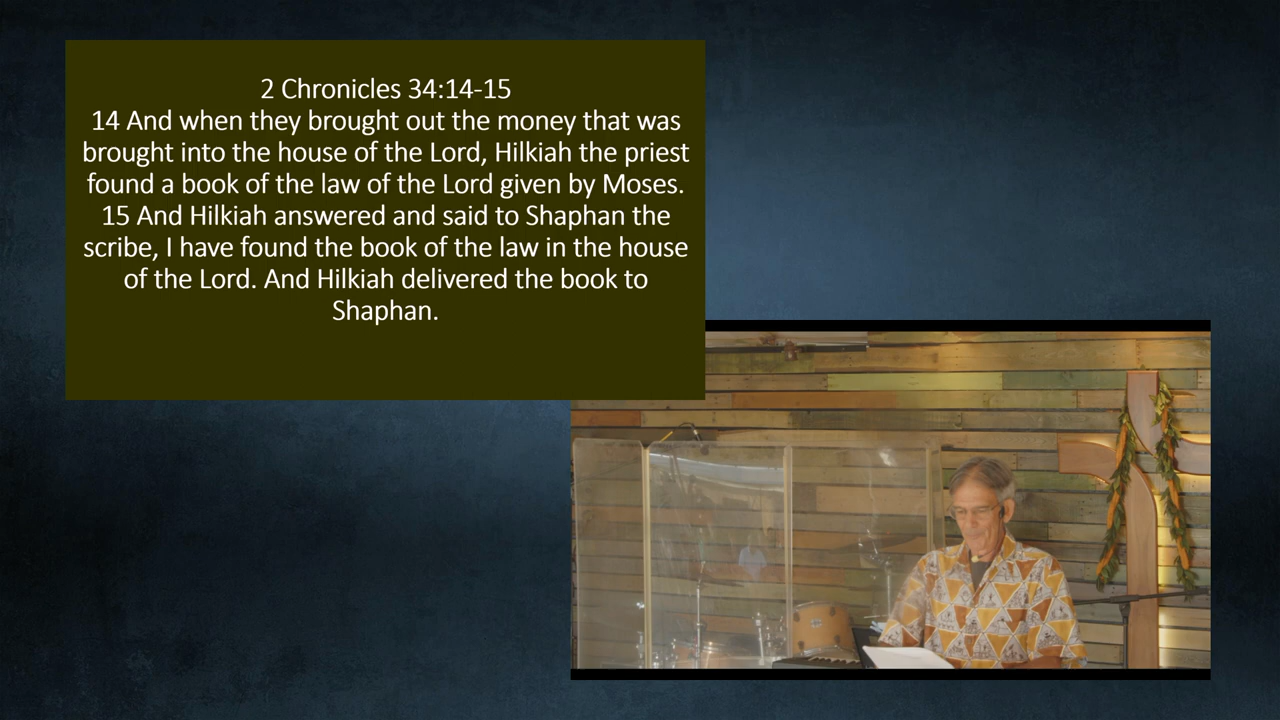 2 Chronicles 34:14-15
14 And when they brought out the money that was
brought into the house of the Lord, Hilkiah the priest
found a book of the law of the Lord given by Moses.
15 And Hilkiah answered and said to Shaphan the
scribe, I have found the book of the law in the house
of the Lord. And Hilkiah delivered the book to
Shaphan.